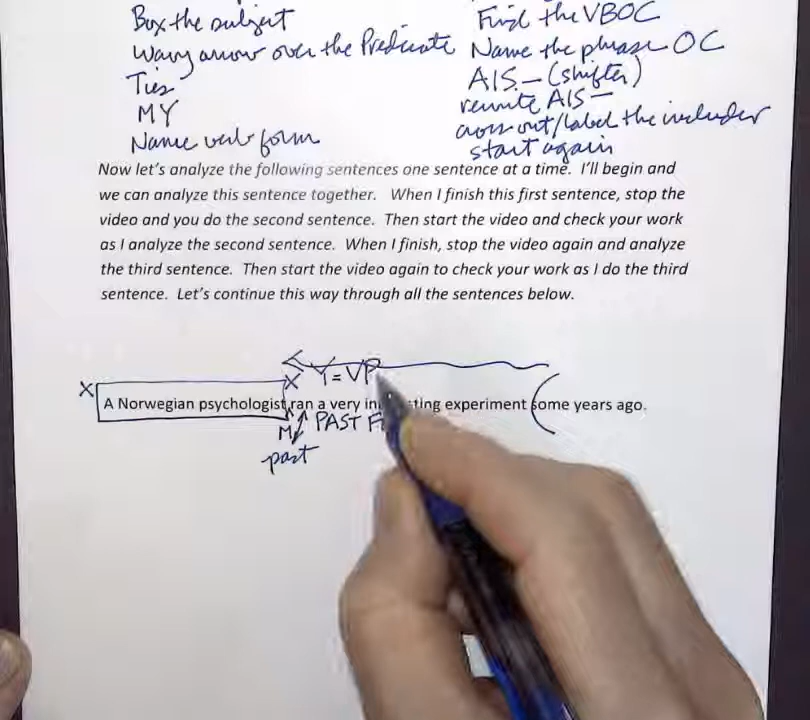 Box the subject
Wavy arrow over the Predicate
Ties
MY
Name verb form
Find the VBOC
Name the phrase OC
AIS – (shifter)
rewrite AIS –
cross out/label the includer
start again
Now let's analyze the following sentences one sentence at a time. I'll begin and
we can analyze this sentence together. When I finish this first sentence, stop the
video and you do the second sentence. Then start the video and check your work
as I analyze the second sentence. When I finish, stop the video again and analyze
the third sentence. Then start the video again to check your work as I do the third
sentence. Let's continue this way through all the sentences below.
X
X Y=VP
A Norwegian psychologist ran a very in ting experiment some years ago.
M PAST F
past